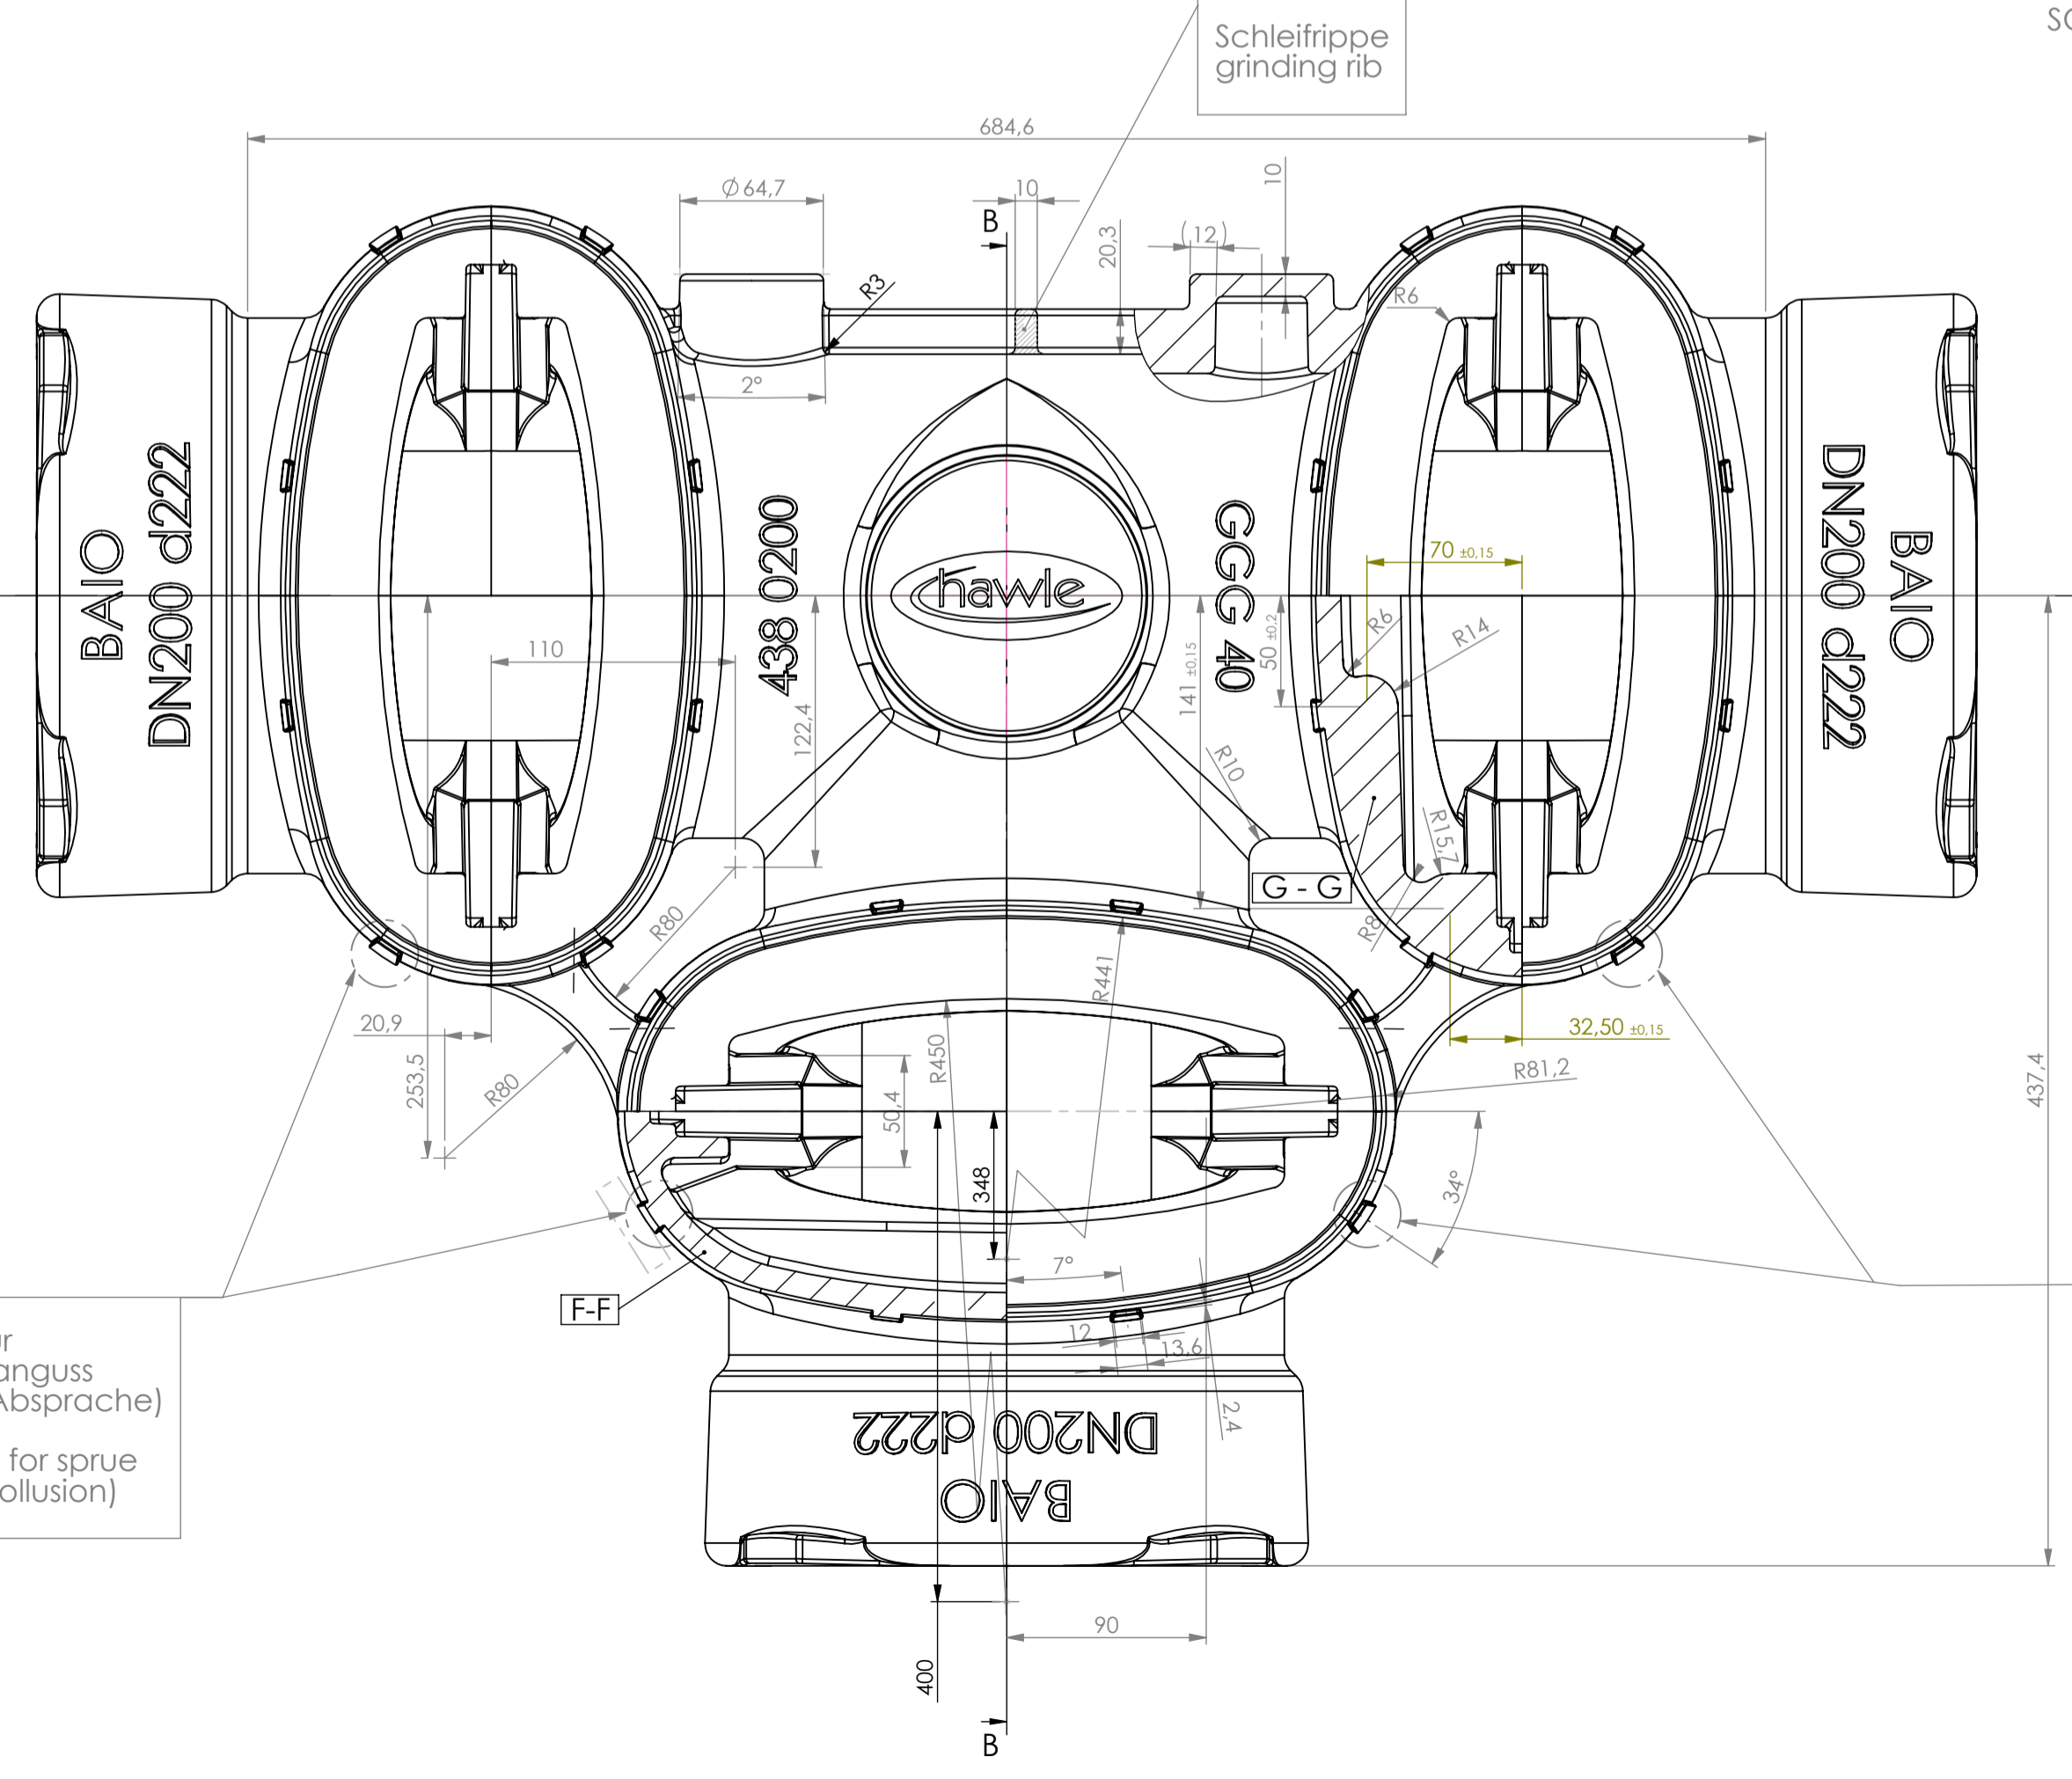 SC
Schleifrippe
grinding rib
684,6
Ø 64,7
10
B
20,3
(12)
10
R3
R6
2°
BAIO
DN200 d222
438 0200
hawle
GGG 40
DN200 d222
BAIO
70 ±0,15
50 ±0,2
R6
R14
110
122,4
141 ±0,15
R10
R15,7
G - G
R8
R80
R441
R450
20,9
253,5
R80
50,4
348
32,50 ±0,15
R81,2
437,4
34°
7°
F-F
12
13,6
2,4
ur
anguss
Absprache)
for sprue
ollusion)
DN200 d222
BAIO
90
400
B